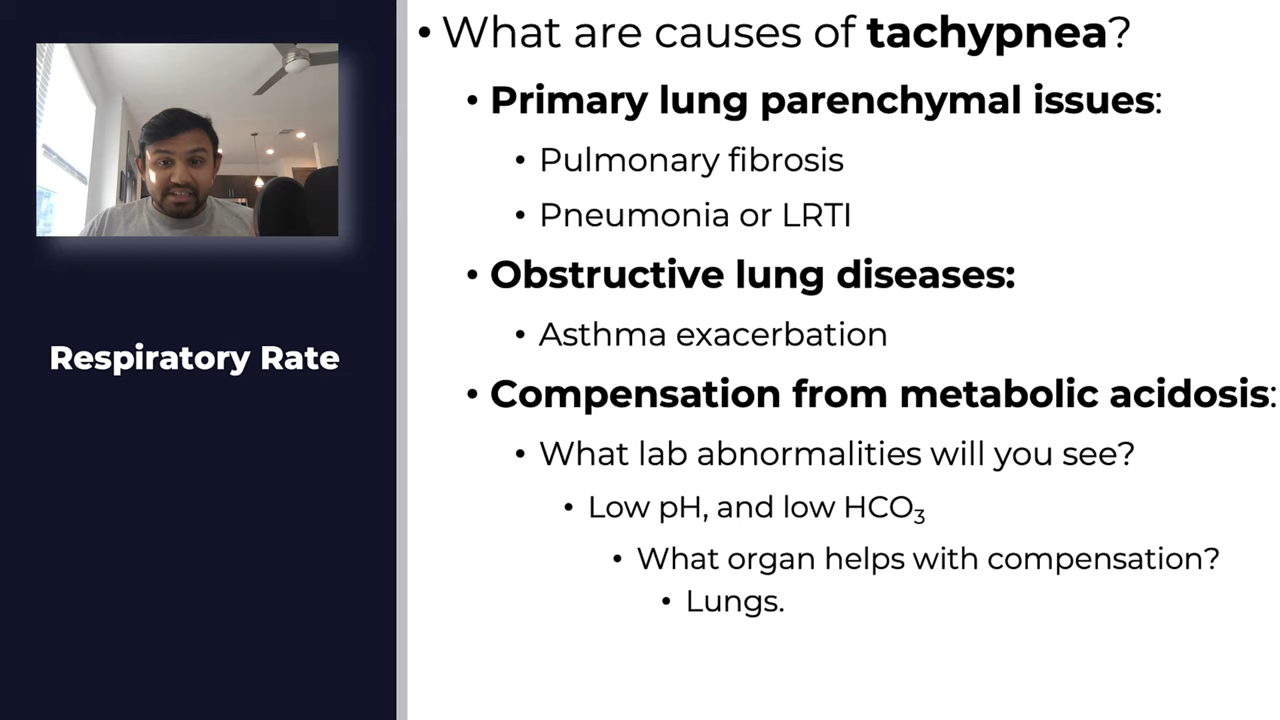 Respiratory Rate
• What are causes of tachypnea?
• Primary lung parenchymal issues:
• Pulmonary fibrosis
• Pneumonia or LRTI
• Obstructive lung diseases:
• Asthma exacerbation
• Compensation from metabolic acidosis:
• What lab abnormalities will you see?
• Low pH, and low HCO₃
• What organ helps with compensation?
• Lungs.